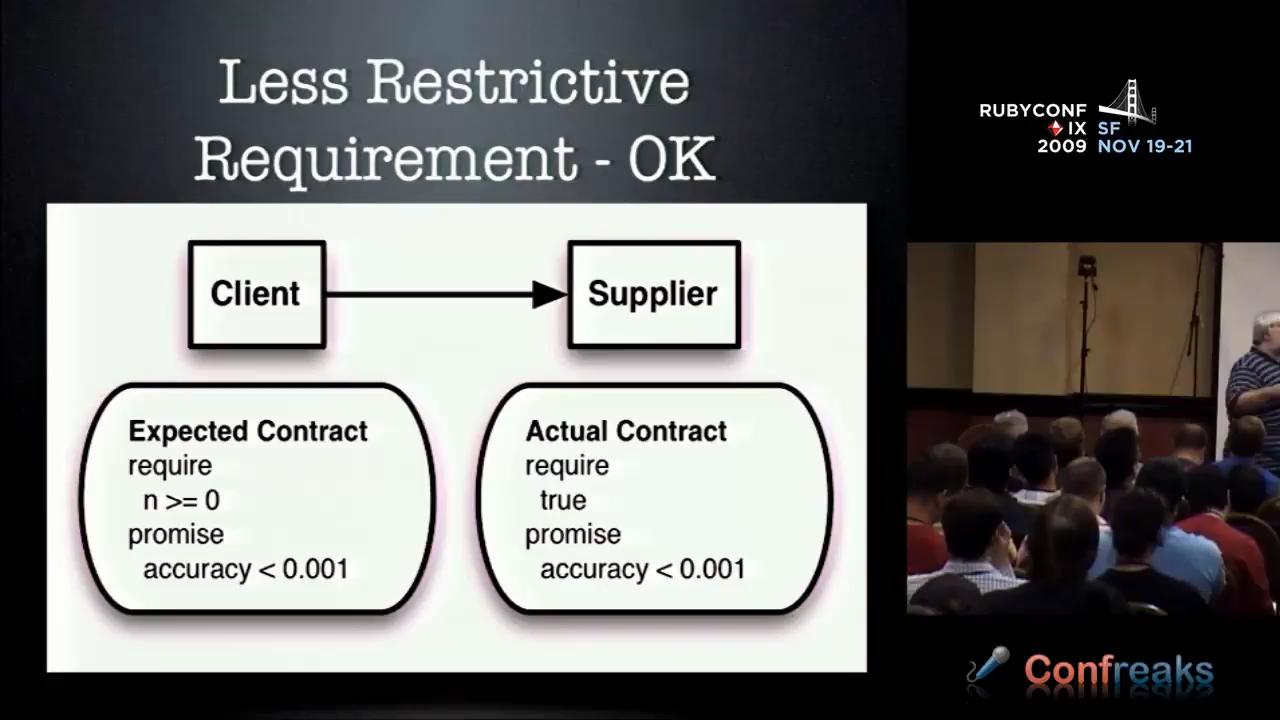 Less Restrictive
Requirement - OK
Client
Supplier
Expected Contract
require
n >= 0
promise
accuracy < 0.001
Actual Contract
require
true
promise
accuracy < 0.001
RUBYCONF
IX SF
2009 NOV 19-21
Confreaks